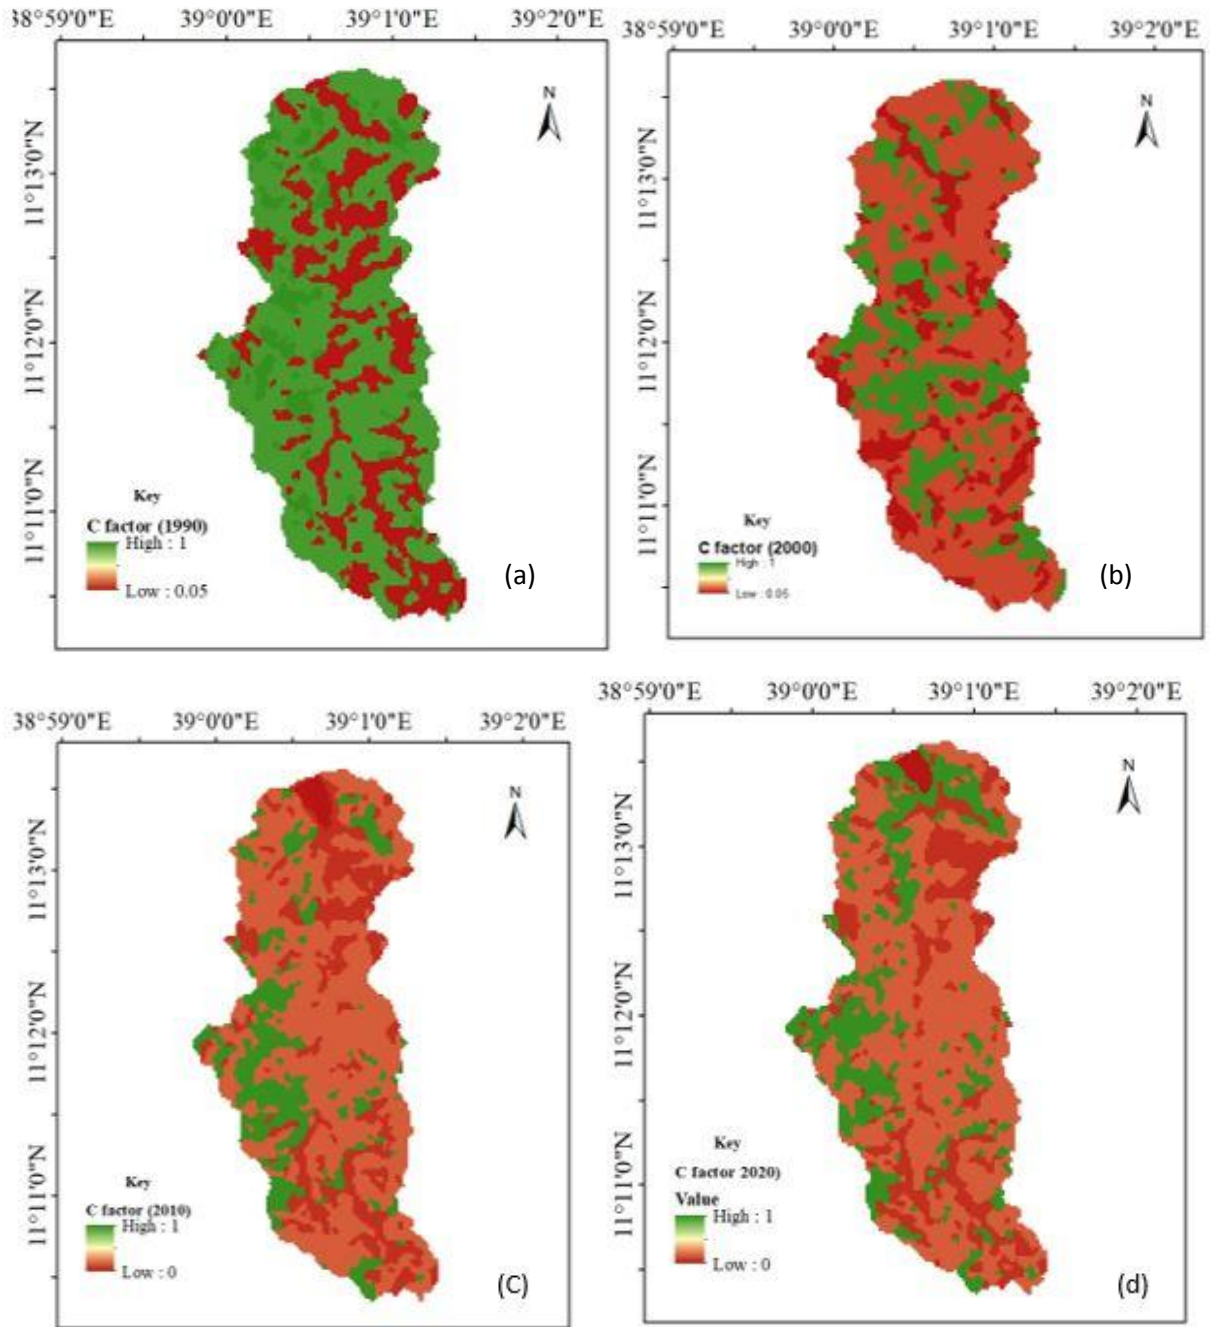 38°59'0"E 39°0'0"E 39°1'0"E 39°2'0"E
N
11°13'0"N
11°12'0"N
11°11'0"N
Key
C factor (1990)
High : 1
Low : 0.05
(a)
38°59'0"E 39°0'0"E 39°1'0"E 39°2'0"E
N
11°13'0"N
11°12'0"N
11°11'0"N
Key
C factor (2000)
High : 1
Low : 0.05
(b)
38°59'0"E 39°0'0"E 39°1'0"E 39°2'0"E
N
11°13'0"N
11°12'0"N
11°11'0"N
Key
C factor (2010)
High : 1
Low : 0
(C)
38°59'0"E 39°0'0"E 39°1'0"E 39°2'0"E
N
11°13'0"N
11°12'0"N
11°11'0"N
Key
C factor 2020)
Value
High : 1
Low : 0
(d)